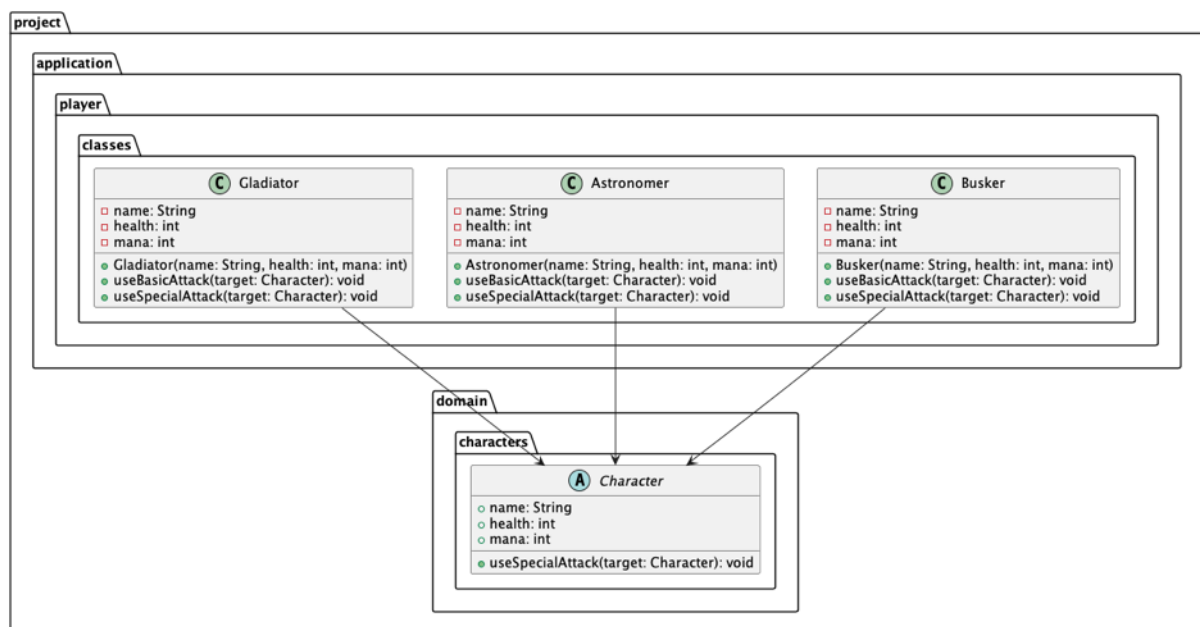 project
application
player
classes
C Gladiator
name: String
health: int
mana: int
Gladiator(name: String, health: int, mana: int)
useBasicAttack(target: Character): void
useSpecialAttack(target: Character): void
C Astronomer
name: String
health: int
mana: int
Astronomer(name: String, health: int, mana: int)
useBasicAttack(target: Character): void
useSpecialAttack(target: Character): void
C Busker
name: String
health: int
mana: int
Busker(name: String, health: int, mana: int)
useBasicAttack(target: Character): void
useSpecialAttack(target: Character): void
domain
characters
A Character
name: String
health: int
mana: int
useSpecialAttack(target: Character): void